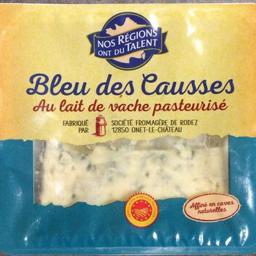 NOS RÉGIONS
ONT DU TALENT
Bleu des Causses
Au lait de vache pasteurisé
FABRIQUÉ PAR
SOCIÉTÉ FROMAGÈRE DE RODEZ
12850 ONET-LE-CHÂTEAU
Affiné en caves
naturelles